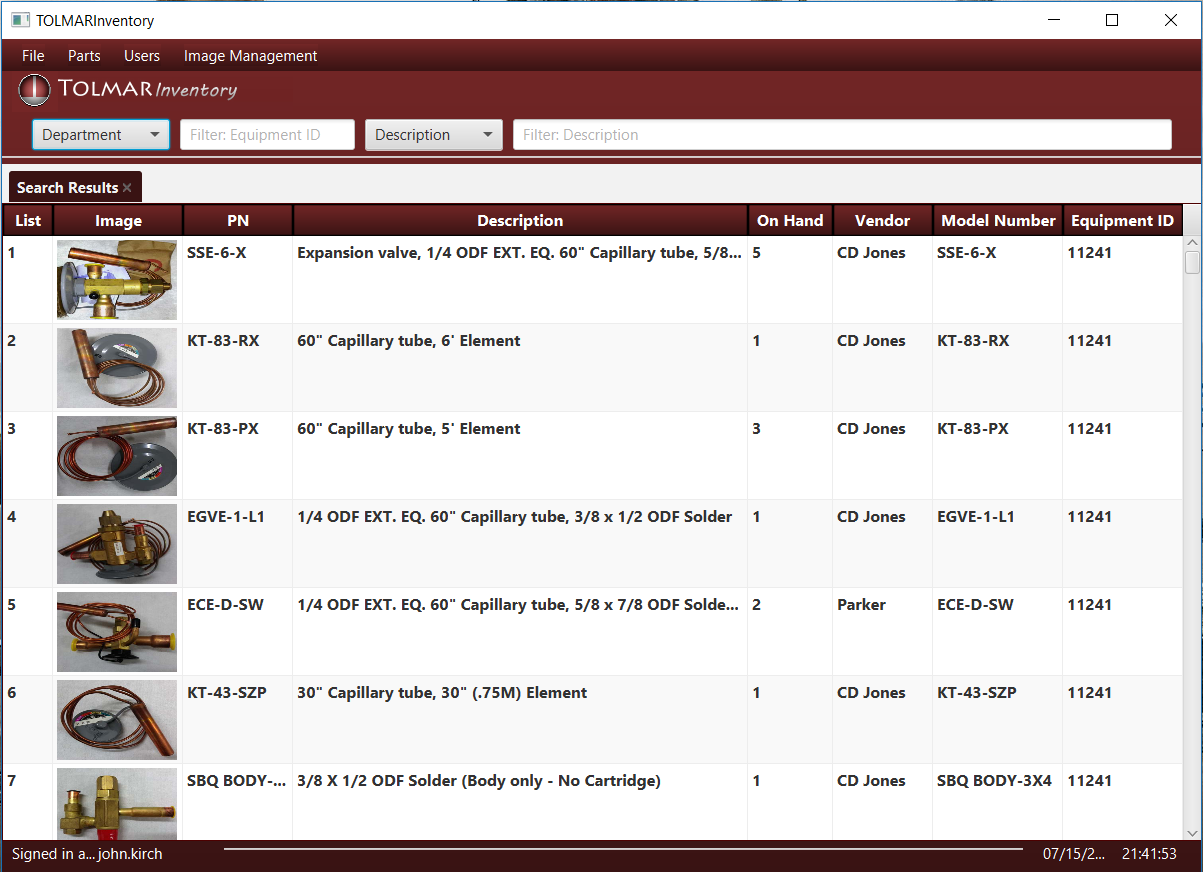 TOLMARInventory
File Parts Users Image Management
TOLMAR Inventory
Department Filter: Equipment ID Description Filter: Description
Search Results
List Image PN Description On Hand Vendor Model Number Equipment ID
1 SSE-6-X Expansion valve, 1/4 ODF EXT. EQ. 60" Capillary tube, 5/8... 5 CD Jones SSE-6-X 11241
2 KT-83-RX 60" Capillary tube, 6' Element 1 CD Jones KT-83-RX 11241
3 KT-83-PX 60" Capillary tube, 5' Element 3 CD Jones KT-83-PX 11241
4 EGVE-1-L1 1/4 ODF EXT. EQ. 60" Capillary tube, 3/8 x 1/2 ODF Solder 1 CD Jones EGVE-1-L1 11241
5 ECE-D-SW 1/4 ODF EXT. EQ. 60" Capillary tube, 5/8 x 7/8 ODF Solde... 2 Parker ECE-D-SW 11241
6 KT-43-SZP 30" Capillary tube, 30" (.75M) Element 1 CD Jones KT-43-SZP 11241
7 SBQ BODY-... 3/8 X 1/2 ODF Solder (Body only - No Cartridge) 1 CD Jones SBQ BODY-3X4 11241
Signed in a... john.kirch 07/15/2... 21:41:53